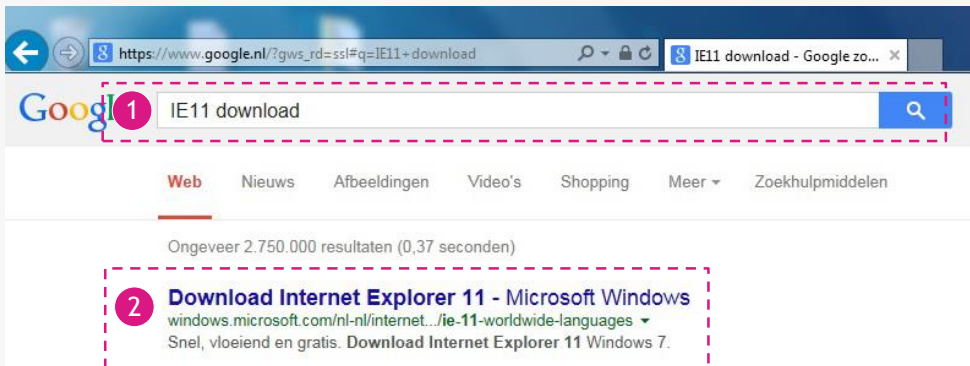 https://www.google.nl/?gws_rd=ssl#q=IE11+download IE11 download - Google zo...
Googl 1 IE11 download
Web Nieuws Afbeeldingen Video's Shopping Meer Zoekhulpmiddelen
Ongeveer 2.750.000 resultaten (0,37 seconden)
2 Download Internet Explorer 11 - Microsoft Windows
windows.microsoft.com/nl-nl/internet.../ie-11-worldwide-languages
Snel, vloeiend en gratis. Download Internet Explorer 11 Windows 7.